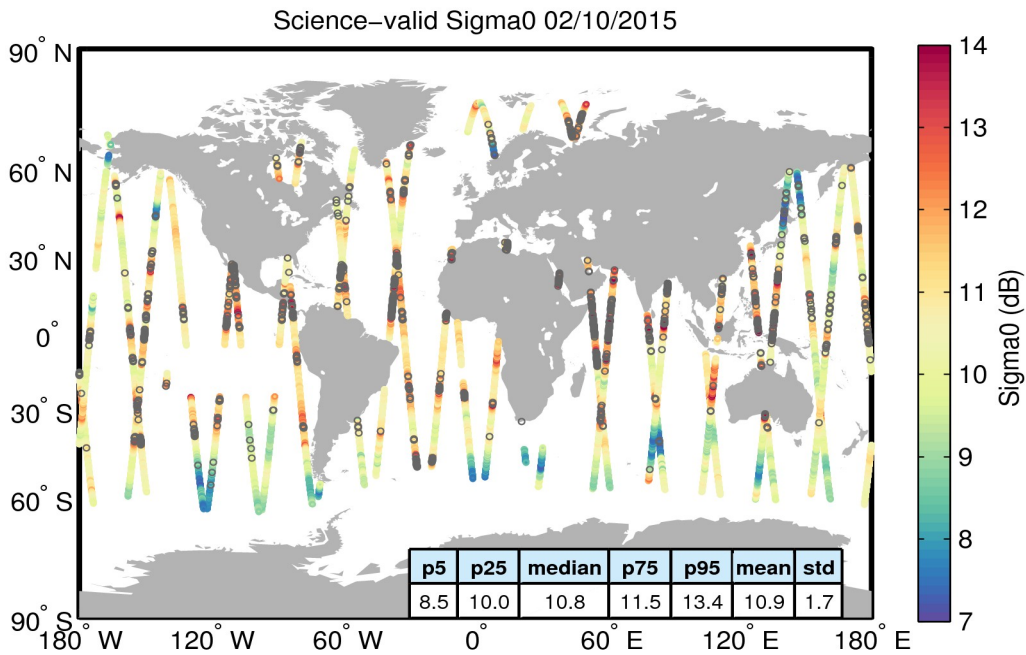 Science−valid Sigma0 02/10/2015
90° N
60° N
30° N
0°
30° S
60° S
90° S
180° W
120° W
60° W
0°
60° E
120° E
180° E
14
13
12
11
10
9
8
7
Sigma0 (dB)
p5 p25 median p75 p95 mean std
8.5 10.0 10.8 11.5 13.4 10.9 1.7